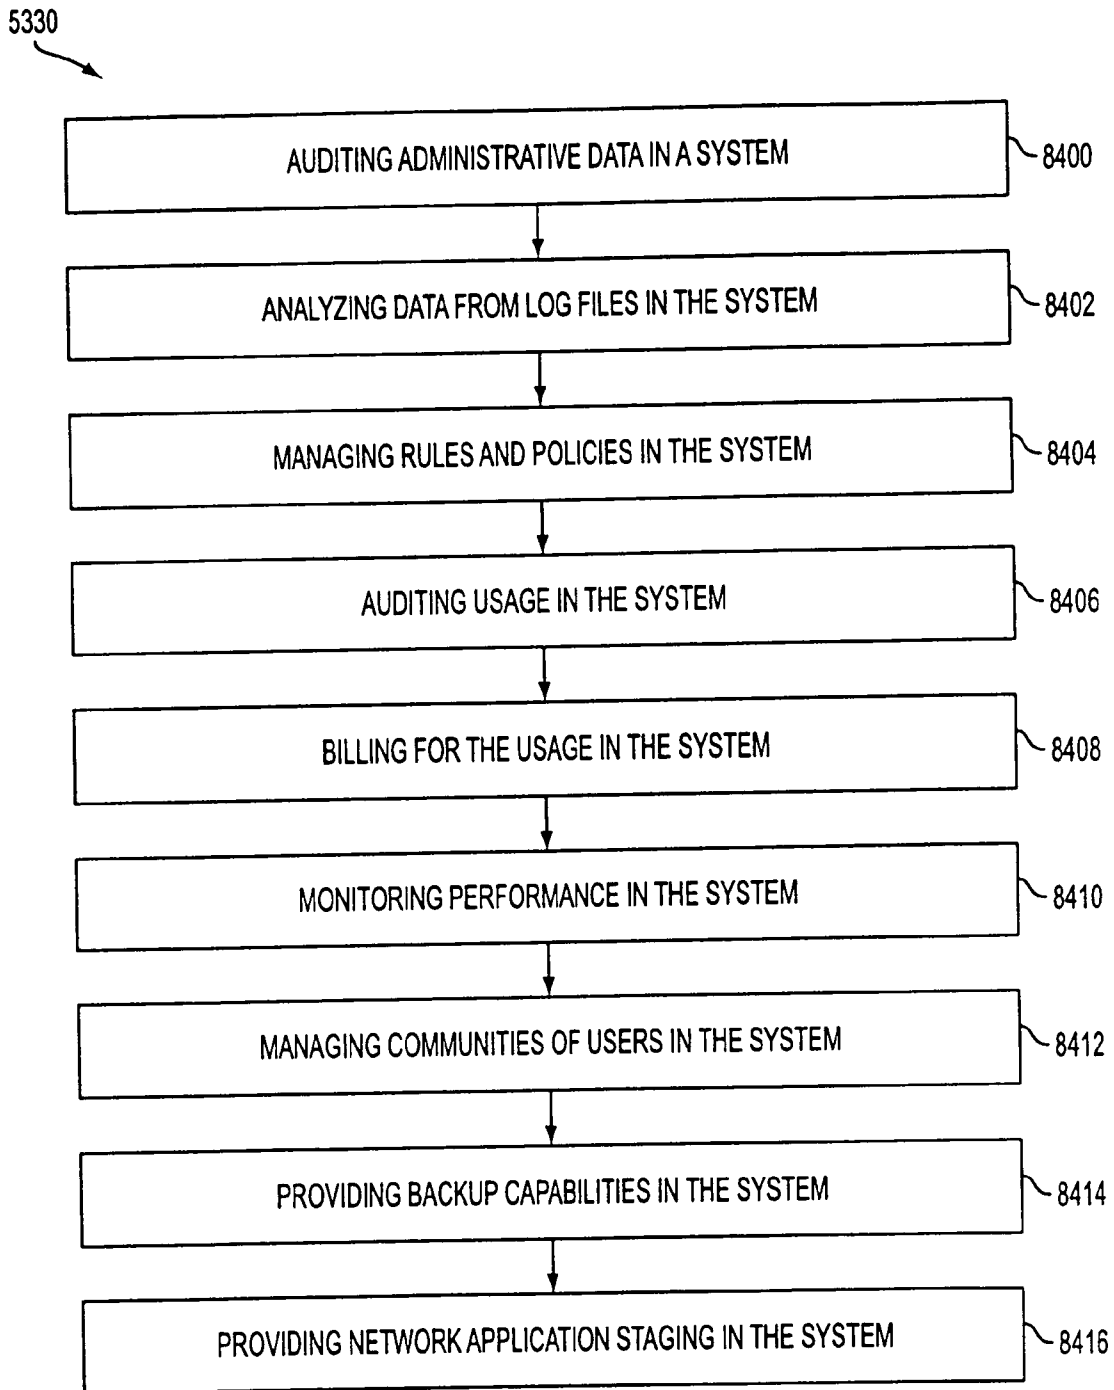 5330
AUDITING ADMINISTRATIVE DATA IN A SYSTEM
8400
ANALYZING DATA FROM LOG FILES IN THE SYSTEM
8402
MANAGING RULES AND POLICIES IN THE SYSTEM
8404
AUDITING USAGE IN THE SYSTEM
8406
BILLING FOR THE USAGE IN THE SYSTEM
8408
MONITORING PERFORMANCE IN THE SYSTEM
8410
MANAGING COMMUNITIES OF USERS IN THE SYSTEM
8412
PROVIDING BACKUP CAPABILITIES IN THE SYSTEM
8414
PROVIDING NETWORK APPLICATION STAGING IN THE SYSTEM
8416